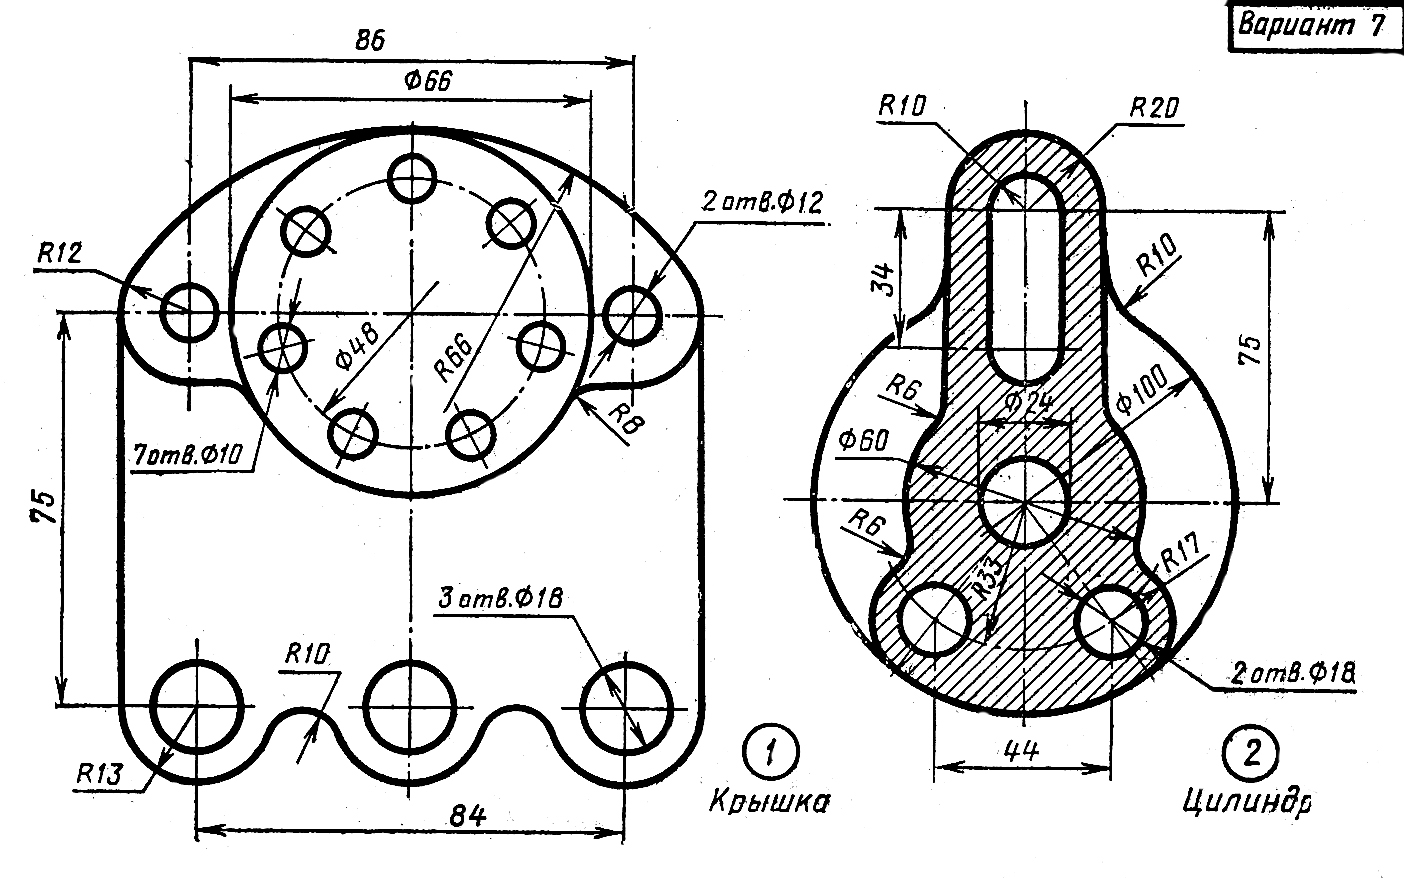 Вариант 7
86
Ф66
R12
2 отв.Ф12
Ф48
R66
R8
7отв.Ф10
75
3 отв.Ф18
R10
R13
84
1
Крышка
R10
R20
R10
34
75
R6
Ф24
Ф100
Ф60
R6
R33
R17
2 отв.Ф18
44
2
Цилиндр